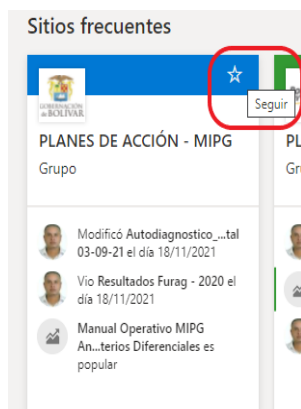 Sitios frecuentes
GOBERNACIÓN
de BOLÍVAR
Seguir
PLANES DE ACCIÓN - MIPG
PL
Grupo
Gru
Modificó Autodiagnostico_...tal
03-09-21 el día 18/11/2021
Vio Resultados Furag - 2020 el
día 18/11/2021
Manual Operativo MIPG
An...terios Diferenciales es
popular